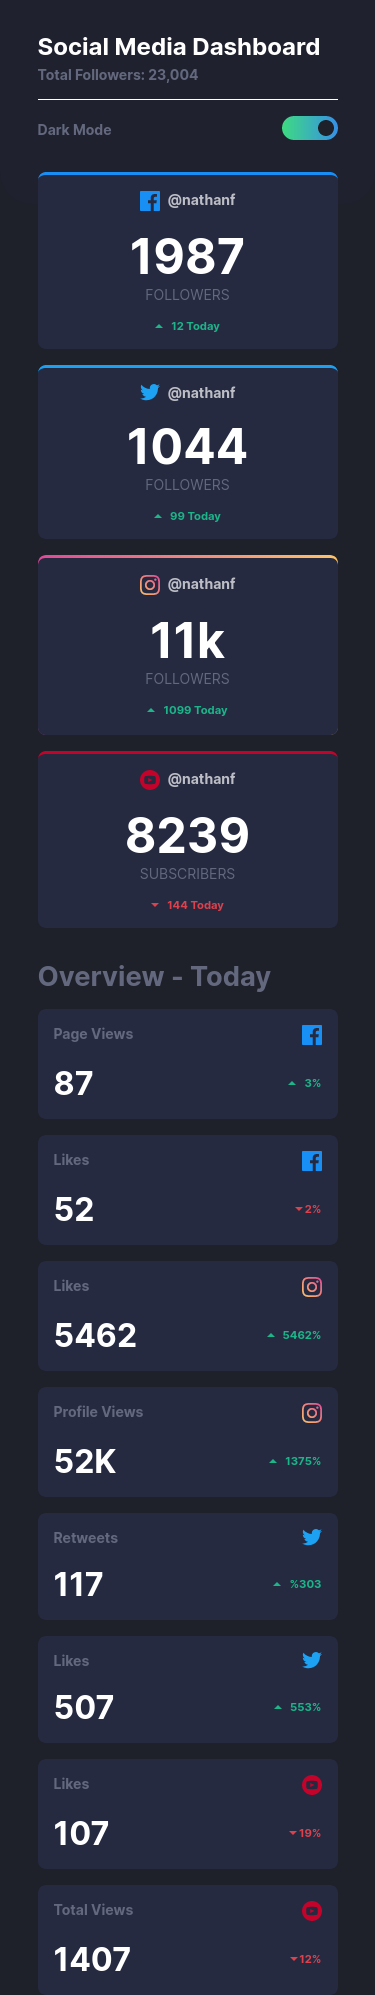 Social Media Dashboard
Total Followers: 23,004
Dark Mode
@nathanf
1987
FOLLOWERS
12 Today
@nathanf
1044
FOLLOWERS
99 Today
@nathanf
11k
FOLLOWERS
1099 Today
@nathanf
8239
SUBSCRIBERS
144 Today
Overview - Today
Page Views
87
3%
Likes
52
2%
Likes
5462
5462%
Profile Views
52K
1375%
Retweets
117
%303
Likes
507
553%
Likes
107
19%
Total Views
1407
12%